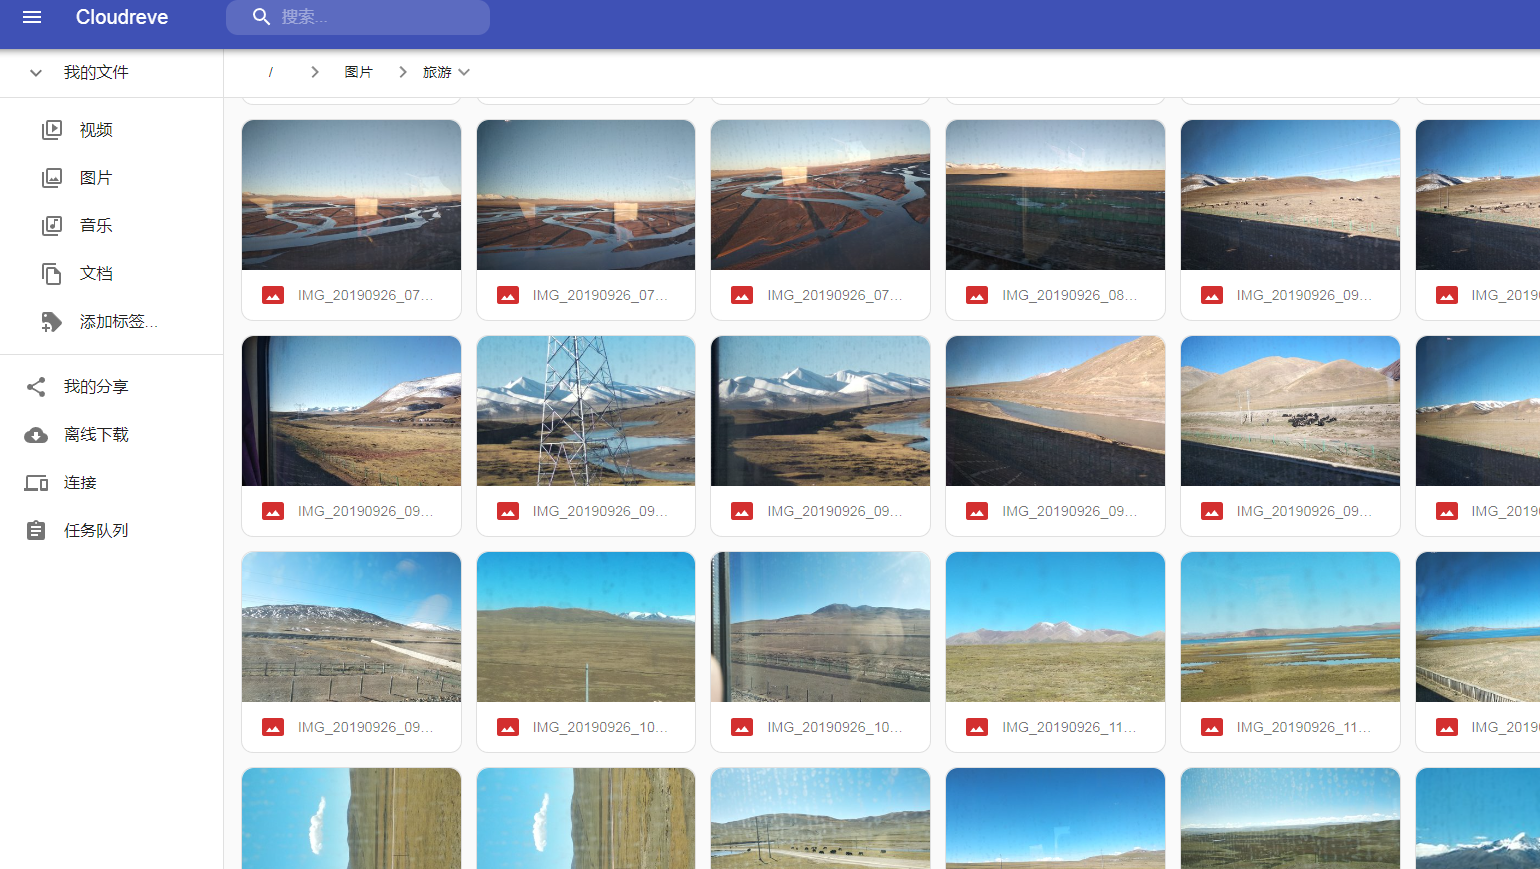 Cloudreve
搜索...
我的文件
/ 图片 旅游
视频
图片
音乐
文档
添加标签...
我的分享
离线下载
连接
任务队列
IMG_20190926_07... IMG_20190926_07... IMG_20190926_07... IMG_20190926_08... IMG_20190926_09... IMG_2019
IMG_20190926_09... IMG_20190926_09... IMG_20190926_09... IMG_20190926_09... IMG_20190926_09... IMG_2019
IMG_20190926_09... IMG_20190926_10... IMG_20190926_10... IMG_20190926_11... IMG_20190926_11... IMG_2019